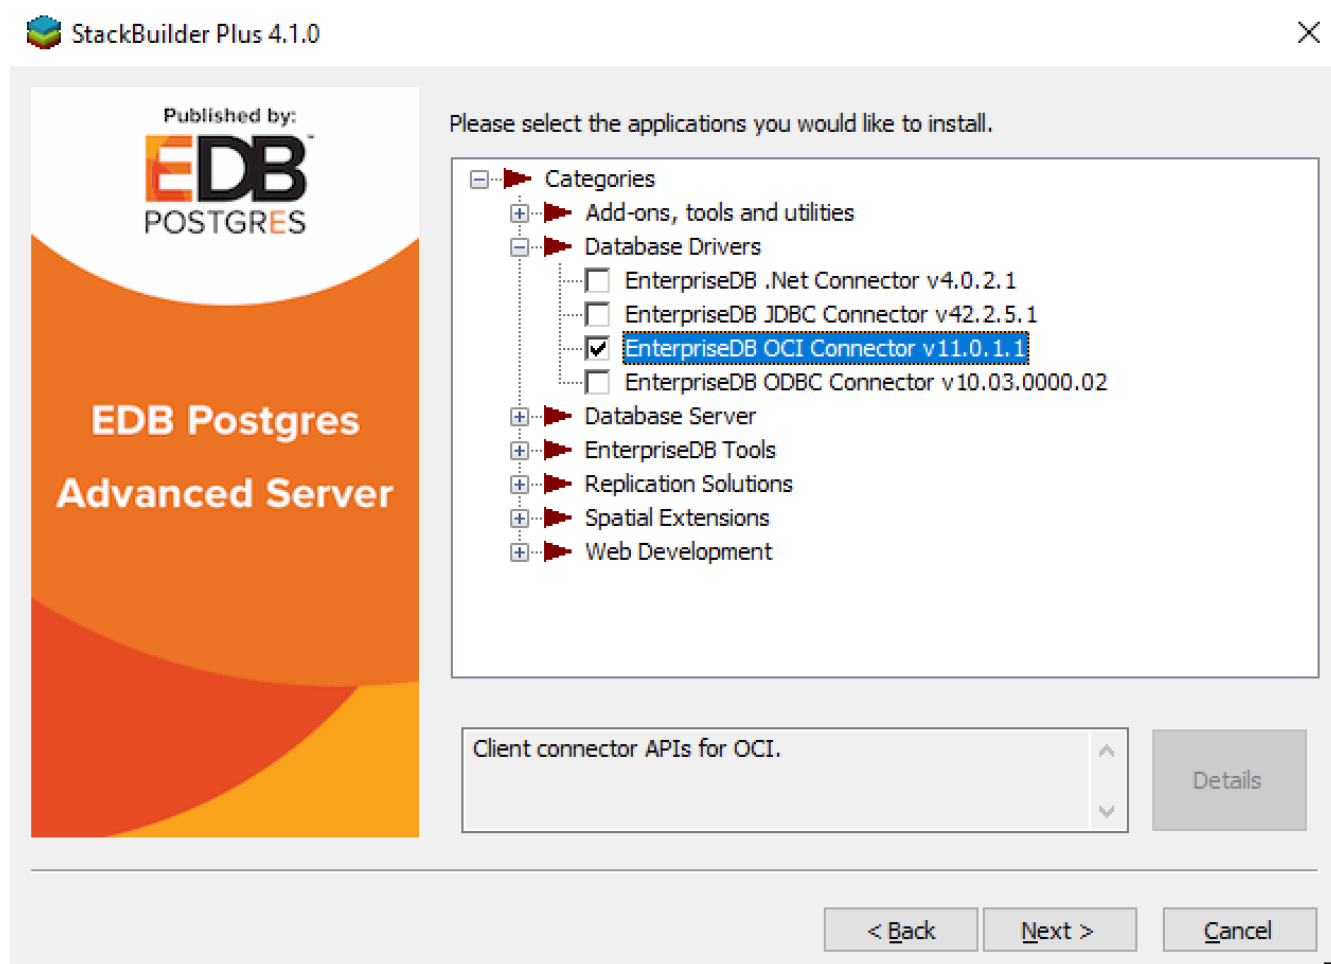 StackBuilder Plus 4.1.0
Published by:
EDB™
POSTGRES
EDB Postgres
Advanced Server
Please select the applications you would like to install.
Categories
Add-ons, tools and utilities
Database Drivers
EnterpriseDB .Net Connector v4.0.2.1
EnterpriseDB JDBC Connector v42.2.5.1
EnterpriseDB OCI Connector v11.0.1.1
EnterpriseDB ODBC Connector v10.03.0000.02
Database Server
EnterpriseDB Tools
Replication Solutions
Spatial Extensions
Web Development
Client connector APIs for OCI.
Details
< Back
Next >
Cancel